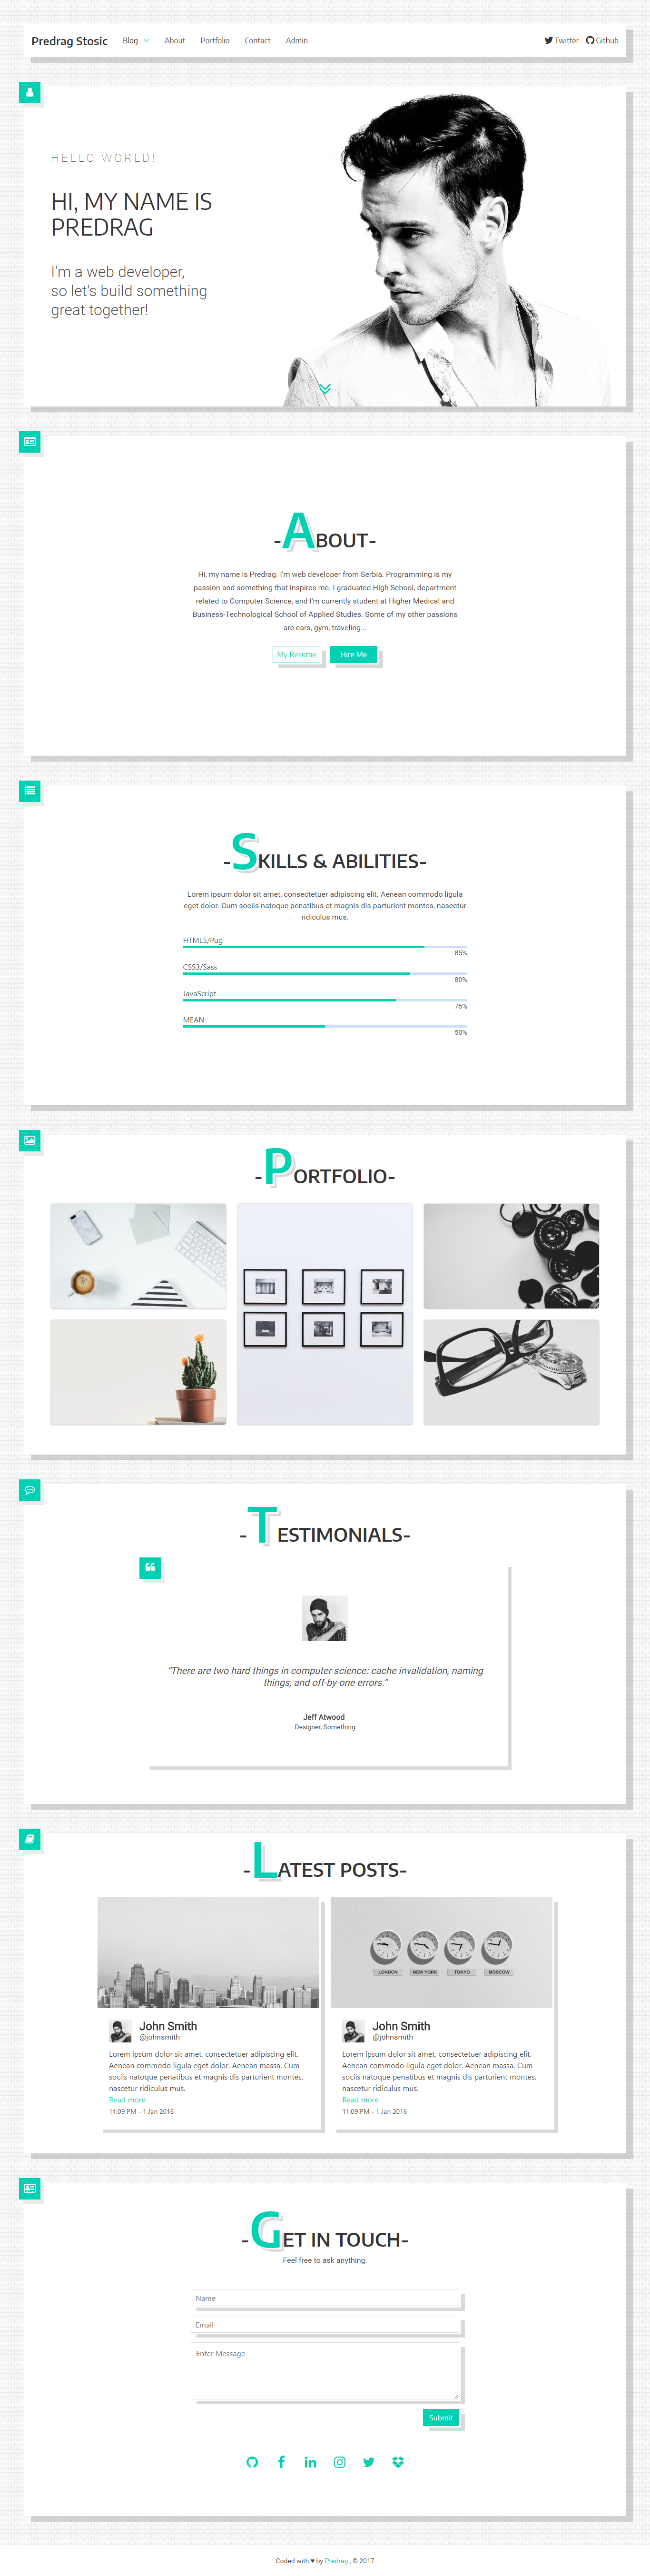 Predrag Stosic Blog About Portfolio Contact Admin Twitter Github
HELLO WORLD!
HI, MY NAME IS
PREDRAG
I'm a web developer,
so let's build something
great together!
-ABOUT-
Hi, my name is Predrag. I'm web developer from Serbia. Programing is my
passion and something that inspires me. I graduated High School, department
related to Computer Science, and I'm currently student at Higher Medical and
Business-Technological School of Applied Studies. Some of my other passions
are cars, gym, traveling...
My Resume Hire Me
-SKILLS & ABILITIES-
Lorem ipsum dolor sit amet, consectetuer adipiscing elit. Aenean commodo ligula
eget dolor. Cum sociis natoque penatibus et magnis dis parturient montes, nascetur
ridiculus mus.
HTML5/Pug
85%
CSS3/Sass
80%
JavaScript
75%
MEAN
50%
-PORTFOLIO-
-TESTIMONIALS-
"There are two hard things in computer science: cache invalidation, naming
things, and off-by-one errors."
Jeff Atwood
Designer, Something
-LATEST POSTS-
LONDON NEW YORK TOKYO MOSCOW
John Smith
@johnsmith
Lorem ipsum dolor sit amet, consectetuer adipiscing elit.
Aenean commodo ligula eget dolor. Aenean massa. Cum
sociis natoque penatibus et magnis dis parturient montes,
nascetur ridiculus mus.
Read more
11:09 PM - 1 Jan 2016
John Smith
@johnsmith
Lorem ipsum dolor sit amet, consectetuer adipiscing elit.
Aenean commodo ligula eget dolor. Aenean massa. Cum
sociis natoque penatibus et magnis dis parturient montes,
nascetur ridiculus mus.
Read more
11:09 PM - 1 Jan 2016
-GET IN TOUCH-
Feel free to ask anything.
Name
Email
Enter Message
Submit
Coded with ♥ by Predrag , © 2017